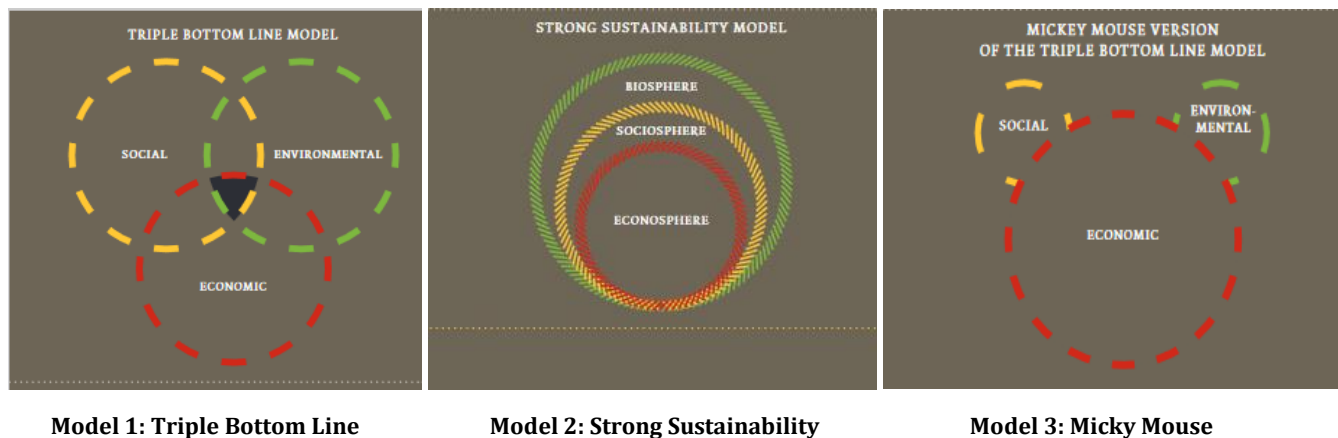 TRIPLE BOTTOM LINE MODEL
SOCIAL
ENVIRONMENTAL
ECONOMIC
STRONG SUSTAINABILITY MODEL
BIOSPHERE
SOCIOSPHERE
ECONOSPHERE
MICKEY MOUSE VERSION
OF THE TRIPLE BOTTOM LINE MODEL
SOCIAL
ENVIRON-
MENTAL
ECONOMIC
Model 1: Triple Bottom Line
Model 2: Strong Sustainability
Model 3: Micky Mouse